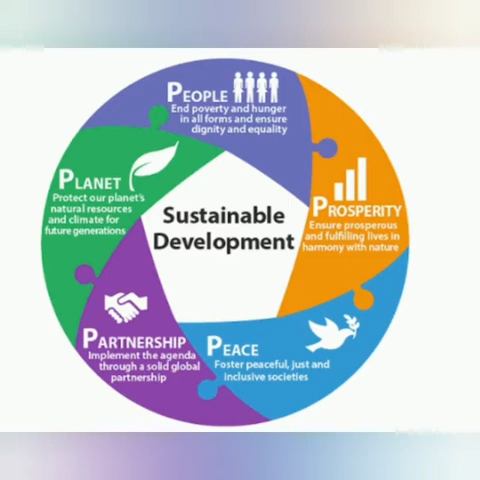 PEOPLE
End poverty and hunger
in all forms and ensure
dignity and equality
PROSPERITY
Ensure prosperous
and fulfilling lives in
harmony with nature
PEACE
Foster peaceful, just and
inclusive societies
PARTNERSHIP
Implement the agenda
through a solid global
partnership
PLANET
Protect our planet's
natural resources
and climate for
future generations
Sustainable
Development